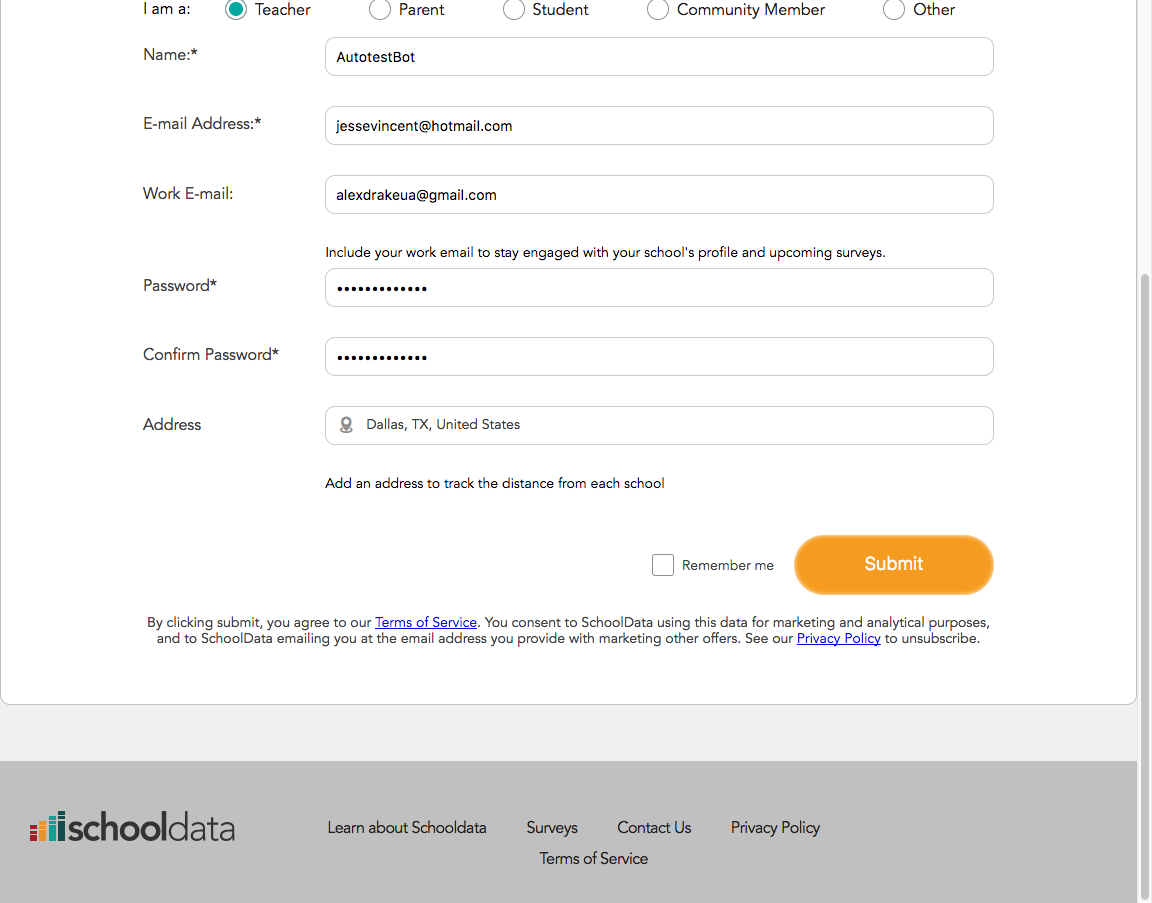 I am a: Teacher Parent Student Community Member Other
Name:* AutotestBot
E-mail Address:* jessevincent@hotmail.com
Work E-mail: alexdrakeua@gmail.com
Include your work email to stay engaged with your school's profile and upcoming surveys.
Password* •••••••••••••
Confirm Password* •••••••••••••
Address Dallas, TX, United States
Add an address to track the distance from each school
Remember me Submit
By clicking submit, you agree to our Terms of Service. You consent to SchoolData using this data for marketing and analytical purposes,
and to SchoolData emailing you at the email address you provide with marketing other offers. See our Privacy Policy to unsubscribe.
schooldata Learn about Schooldata Surveys Contact Us Privacy Policy
Terms of Service